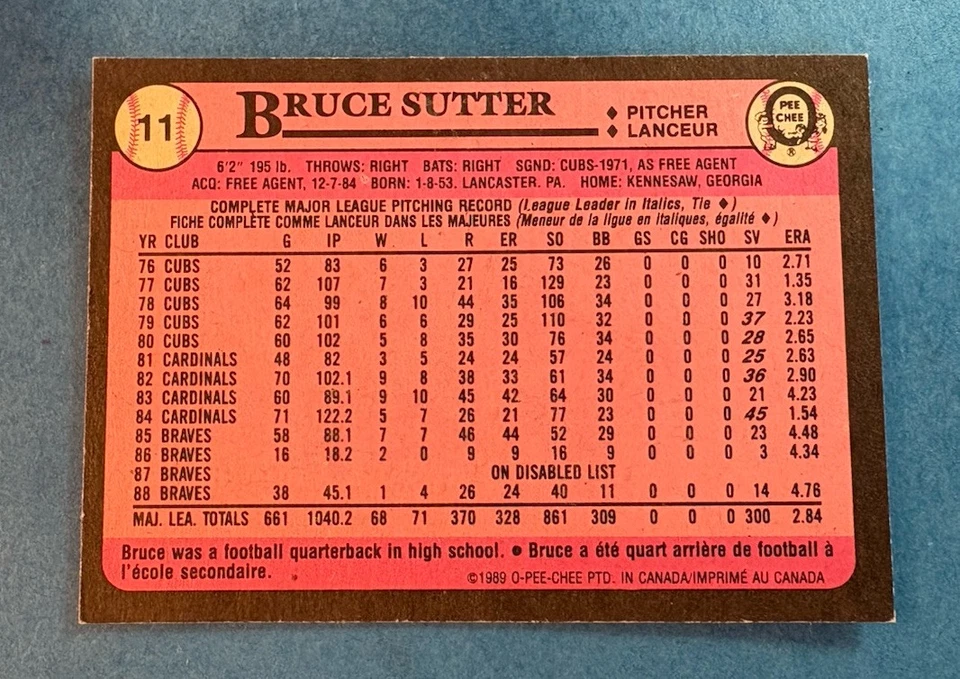 11
BRUCE SUTTER
♦ PITCHER
♦ LANCEUR
O PEE CHEE ®
6'2" 195 lb. THROWS: RIGHT BATS: RIGHT SGND: CUBS-1971, AS FREE AGENT
ACQ: FREE AGENT, 12-7-84 BORN: 1-8-53. LANCASTER. PA. HOME: KENNESAW, GEORGIA
COMPLETE MAJOR LEAGUE PITCHING RECORD (League Leader in Italics, Tie ♦)
FICHE COMPLÈTE COMME LANCEUR DANS LES MAJEURES (Meneur de la ligue en Italiques, égalité ♦)
YR CLUB G IP W L R ER SO BB GS CG SHO SV ERA
76 CUBS 52 83 6 3 27 25 73 26 0 0 0 10 2.71
77 CUBS 62 107 7 3 21 16 129 23 0 0 0 31 1.35
78 CUBS 64 99 8 10 44 35 106 34 0 0 0 27 3.18
79 CUBS 62 101 6 6 29 25 110 32 0 0 0 37 2.23
80 CUBS 60 102 5 8 35 30 76 34 0 0 0 28 2.65
81 CARDINALS 48 82 3 5 24 24 57 24 0 0 0 25 2.63
82 CARDINALS 70 102.1 9 8 38 33 61 34 0 0 0 36 2.90
83 CARDINALS 60 89.1 9 10 45 42 64 30 0 0 0 21 4.23
84 CARDINALS 71 122.2 5 7 26 21 77 23 0 0 0 45 1.54
85 BRAVES 58 88.1 7 7 46 44 52 29 0 0 0 23 4.48
86 BRAVES 16 18.2 2 0 9 9 16 9 0 0 0 3 4.34
87 BRAVES ON DISABLED LIST
88 BRAVES 38 45.1 1 4 26 24 40 11 0 0 0 14 4.76
MAJ. LEA. TOTALS 661 1040.2 68 71 370 328 861 309 0 0 0 300 2.84
Bruce was a football quarterback in high school. ● Bruce a été quart arrière de football à
l'école secondaire.
©1989 O-PEE-CHEE PTD. IN CANADA/IMPRIMÉ AU CANADA